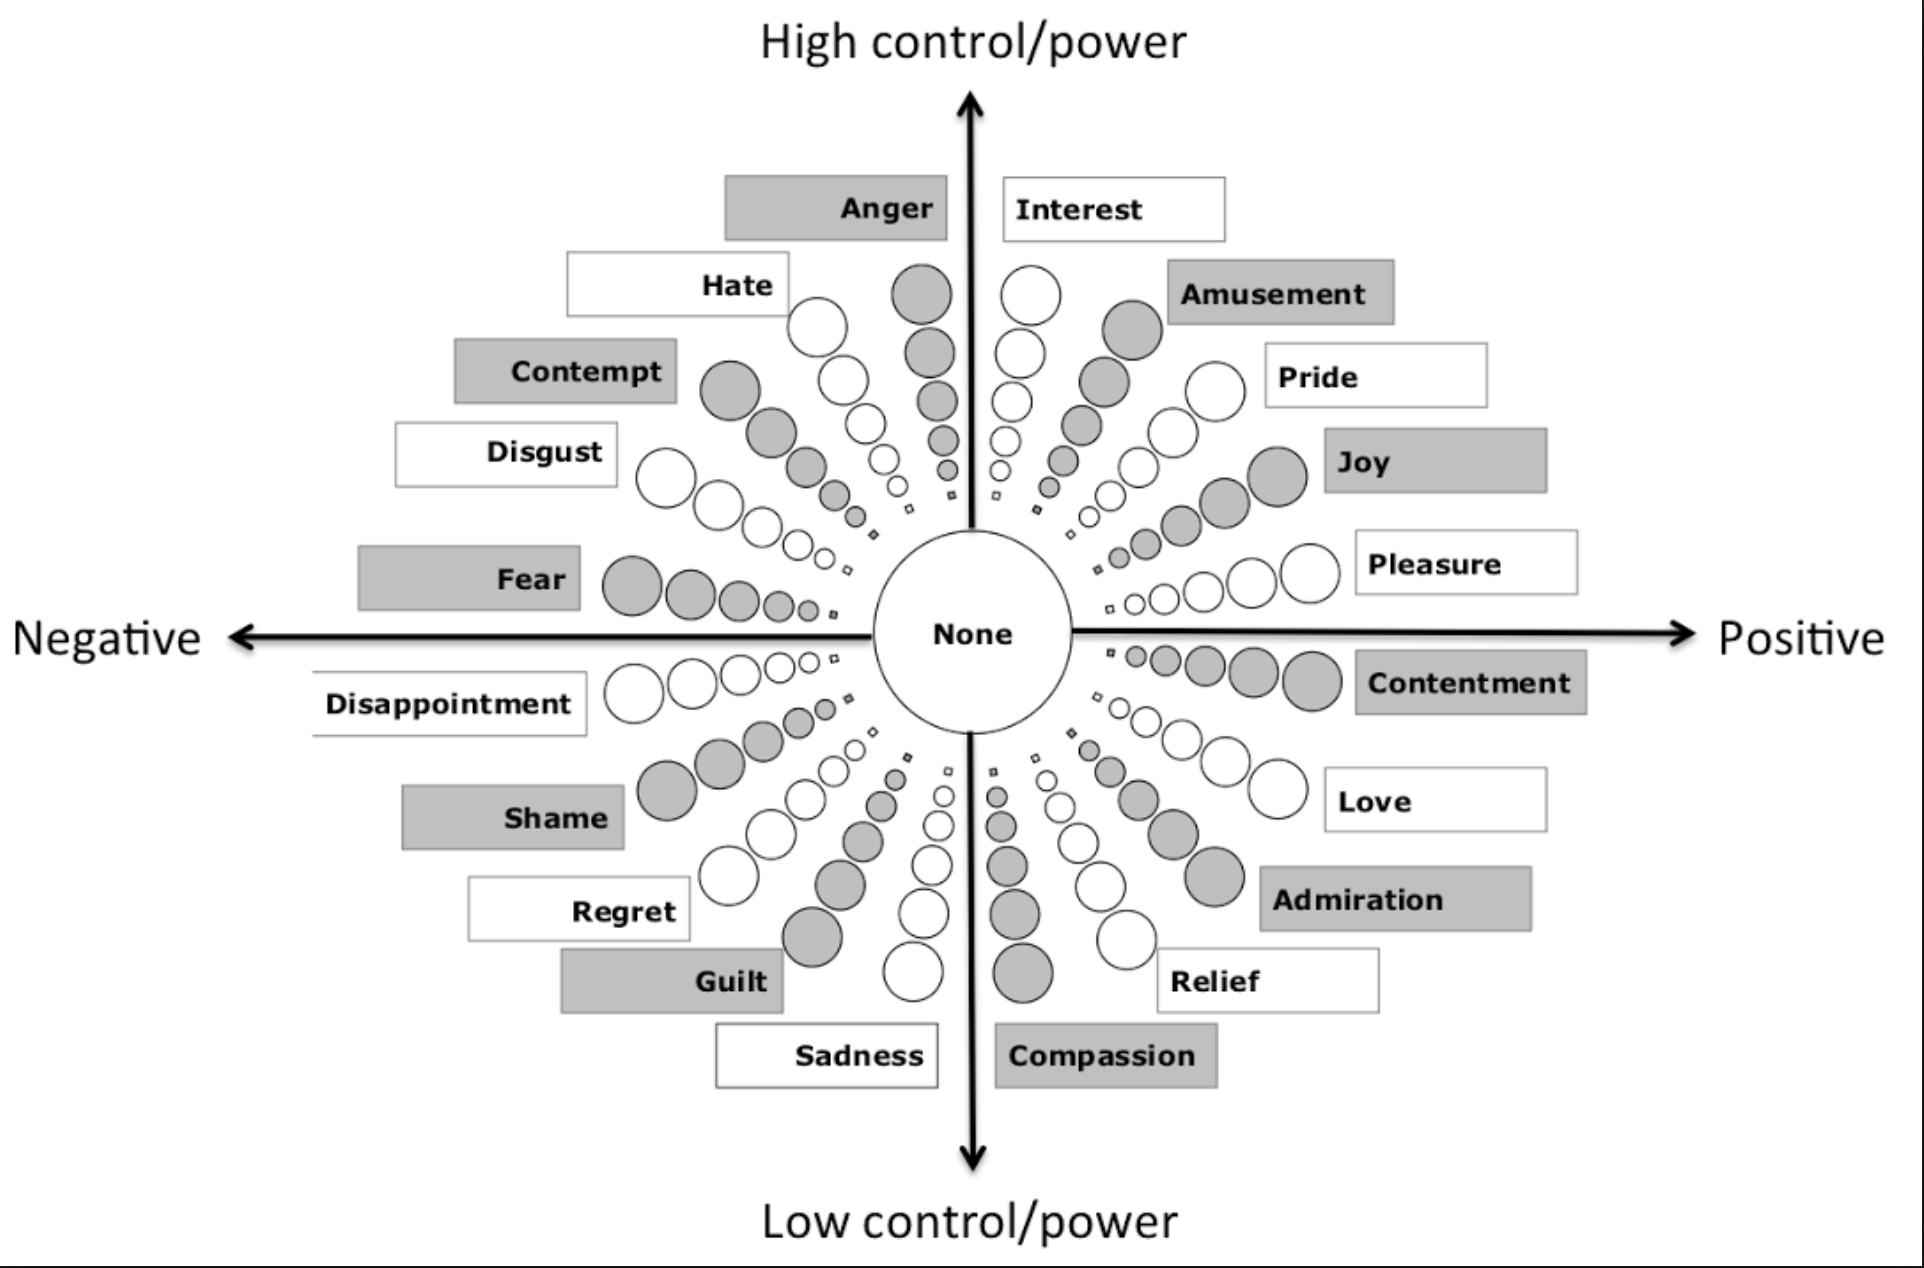 High control/power
Anger
Interest
Hate
Amusement
Contempt
Pride
Disgust
Joy
Fear
Pleasure
Negative
None
Positive
Disappointment
Contentment
Shame
Love
Regret
Admiration
Guilt
Relief
Sadness
Compassion
Low control/power